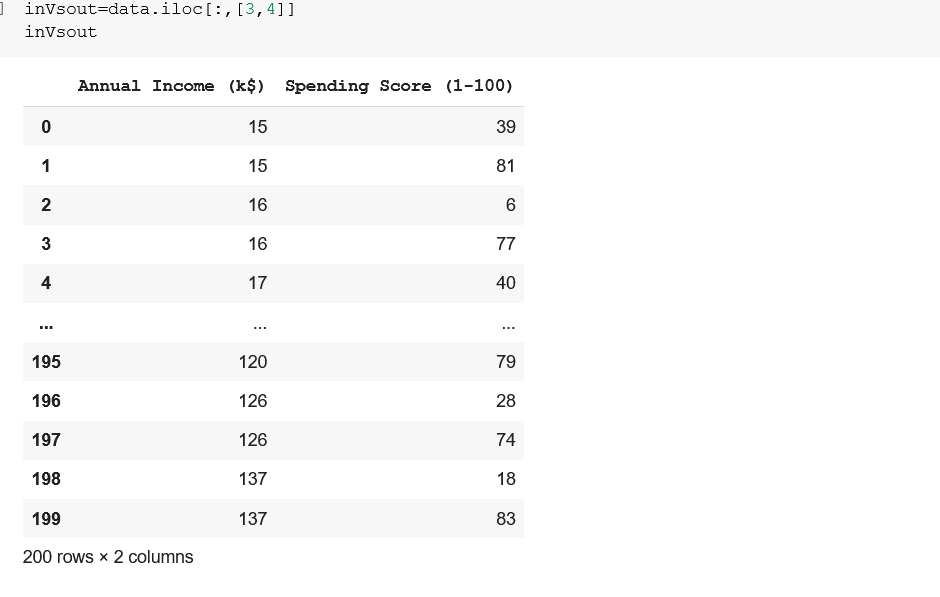 ] inVsout=data.iloc[:,[3,4]]
inVsout
Annual Income (k$) Spending Score (1-100)
0 15 39
1 15 81
2 16 6
3 16 77
4 17 40
... ... ...
195 120 79
196 126 28
197 126 74
198 137 18
199 137 83
200 rows × 2 columns